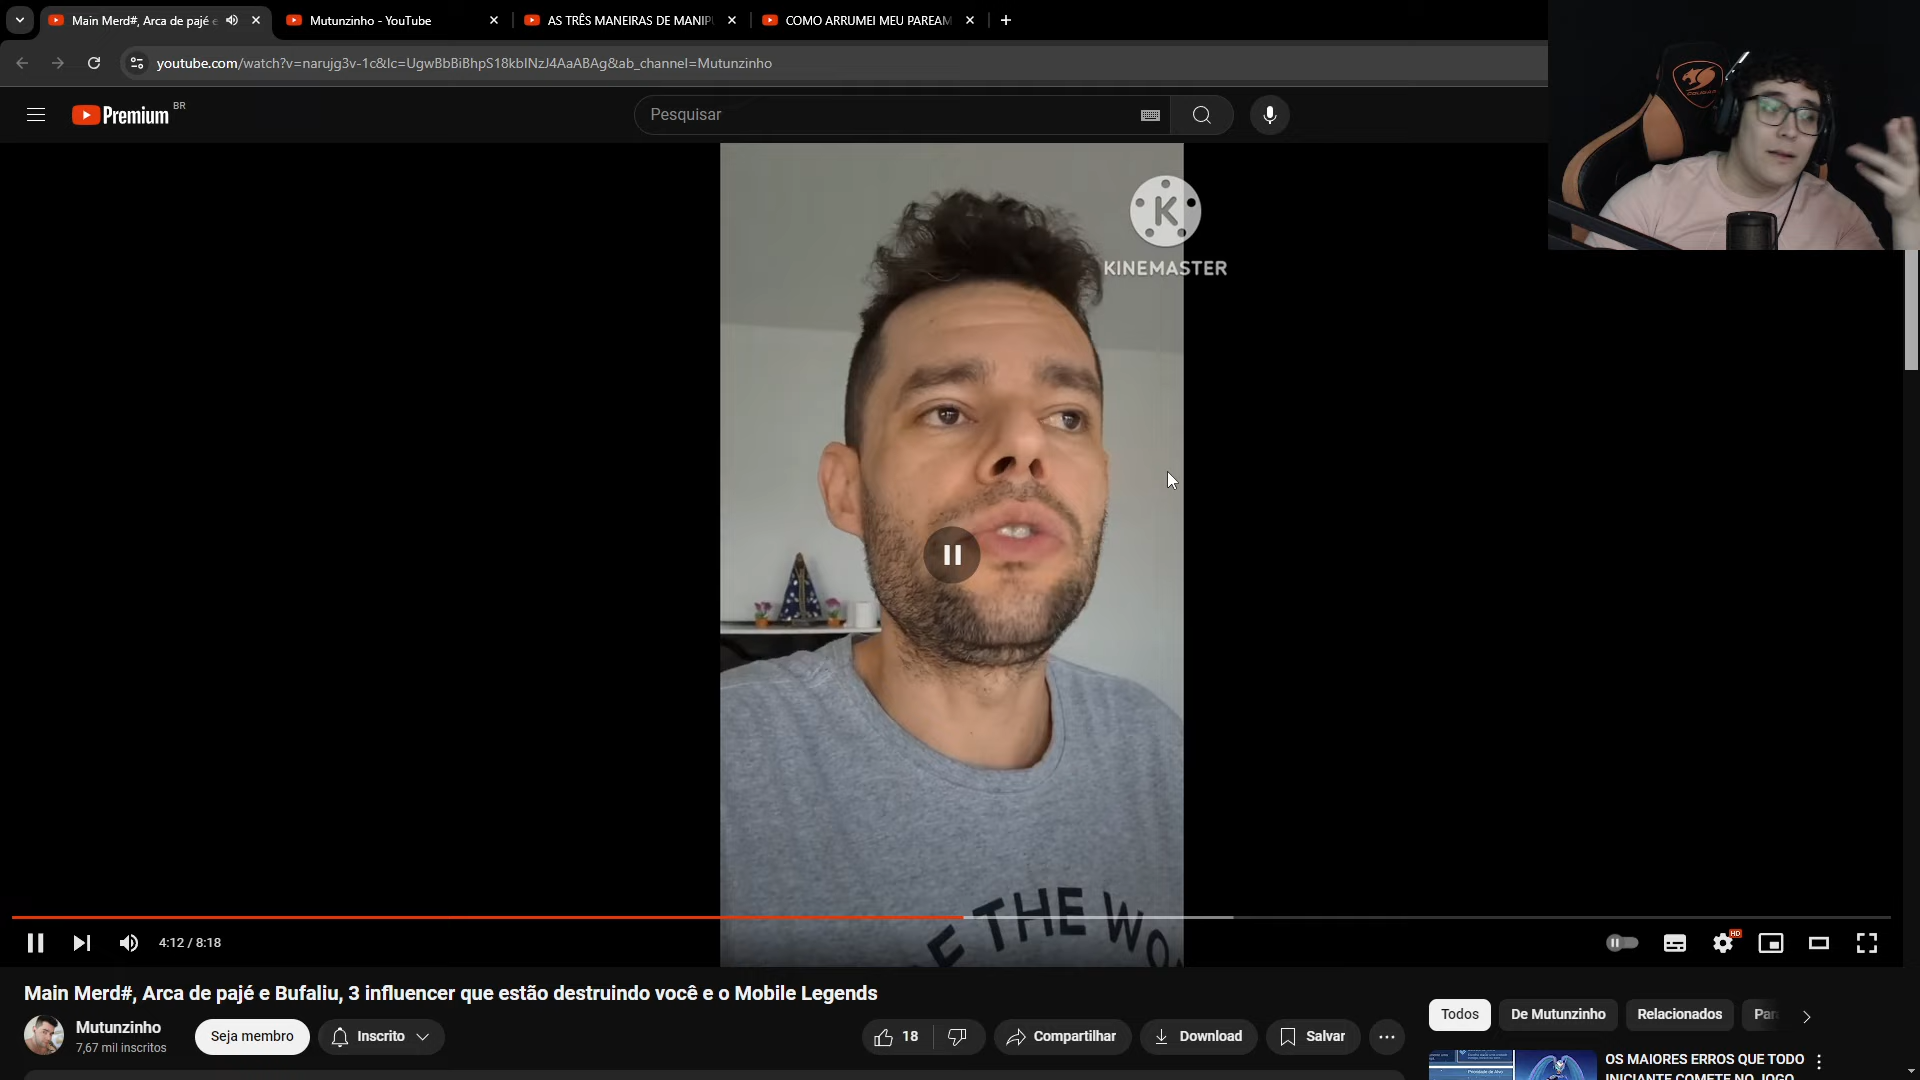 Main Merd#, Arca de pajé e
Mutunzinho - YouTube
AS TRÊS MANEIRAS DE MANIP
COMO ARRUMEI MEU PAREAM
youtube.com/watch?v=narujg3v-1c&lc=UgwBbBiBhpS18kbINzJ4AaABAg&ab_channel=Mutunzinho
Premium BR
Pesquisar
COUGAR
K
KINEMASTER
E THE WO
4:12 / 8:18
HD
Main Merd#, Arca de pajé e Bufaliu, 3 influencer que estão destruindo você e o Mobile Legends
Mutunzinho
7,67 mil inscritos
Seja membro
Inscrito
18
Compartilhar
Download
Salvar
Todos
De Mutunzinho
Relacionados
Par
OS MAIORES ERROS QUE TODO
INICIANTE COMETE NO JOGO